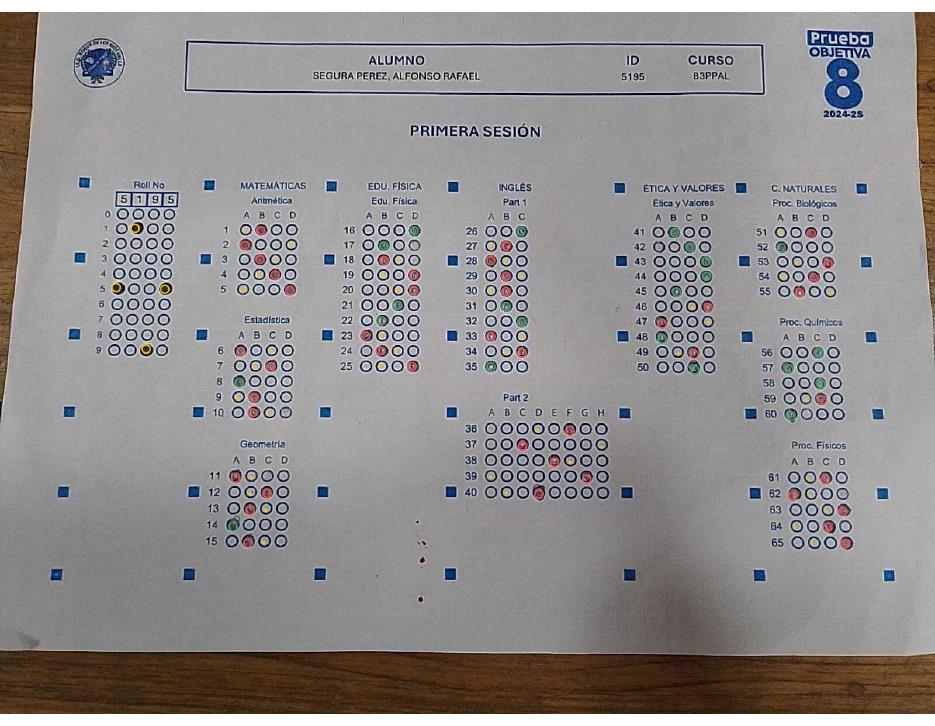 Prueba
OBJETIVA
8
2024-25
ALUMNO ID CURSO
SEGURA PEREZ, ALFONSO RAFAEL 5195 83PPAL
PRIMERA SESIÓN
Roll No
5 1 9 5
0
1
2
3
4
5
6
7
8
9
MATEMÁTICAS
Aritmética
A B C D
1
2
3
4
5
Estadística
A B C D
6
7
8
9
10
Geometría
A B C D
11
12
13
14
15
EDU. FÍSICA
Edu. Física
A B C D
16
17
18
19
20
21
22
23
24
25
INGLÉS
Part 1
A B C
26
27
28
29
30
31
32
33
34
35
Part 2
A B C D E F G H
36
37
38
39
40
ÉTICA Y VALORES
Etica y Valores
A B C D
41
42
43
44
45
46
47
48
49
50
C. NATURALES
Proc. Biológicos
A B C D
51
52
53
54
55
Proc. Químicos
A B C D
56
57
58
59
60
Proc. Físicos
A B C D
61
62
63
64
65